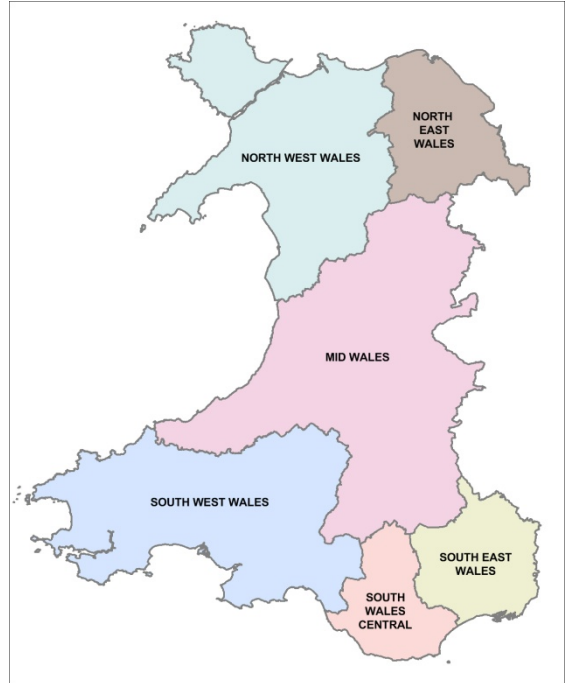 NORTH
EAST
WALES
NORTH WEST WALES
MID WALES
SOUTH WEST WALES
SOUTH EAST
WALES
SOUTH
WALES
CENTRAL